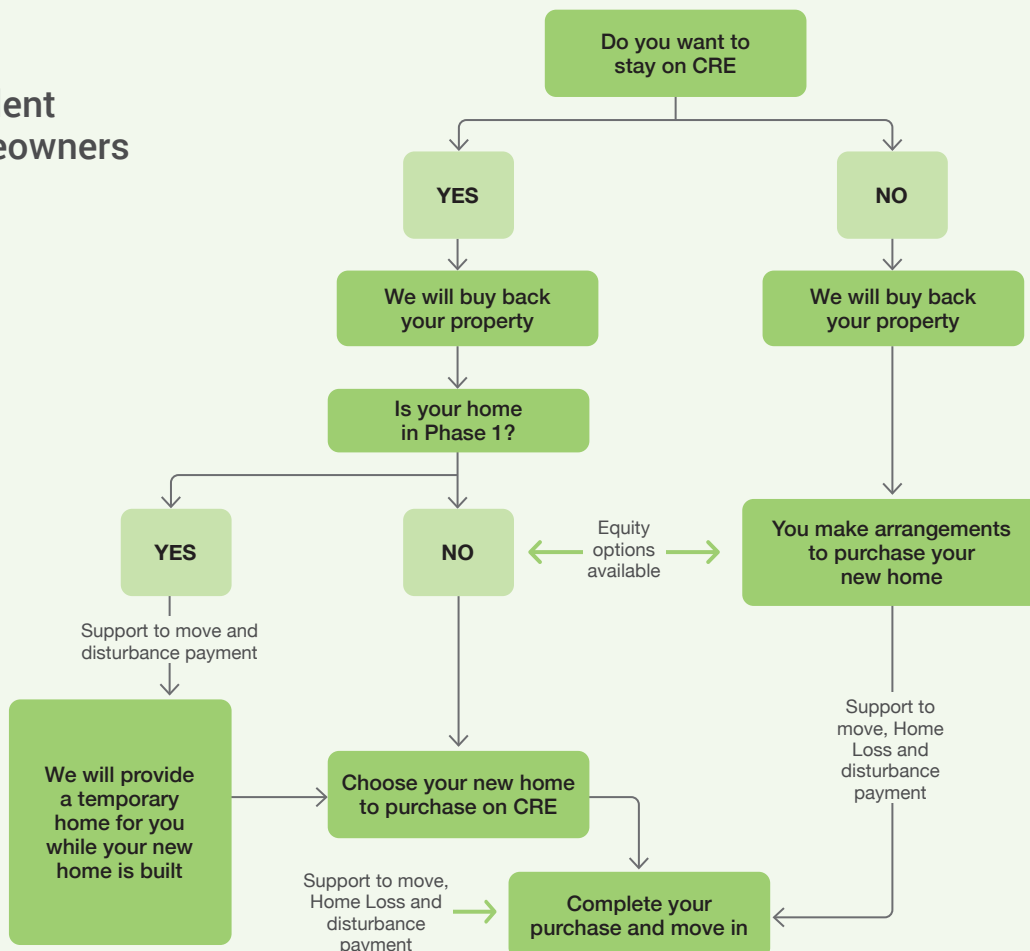 Do you want to
stay on CRE
eowners
YES
NO
We will buy back
your property
We will buy back
your property
Is your home
in Phase 1?
YES
NO
Equity
options
available
You make arrangements
to purchase your
new home
Support to move and
disturbance payment
Support to
move, Home
Loss and
disturbance
payment
We will provide
a temporary
home for you
while your new
home is built
Choose your new home
to purchase on CRE
Support to move,
Home Loss and
disturbance
payment
Complete your
purchase and move in